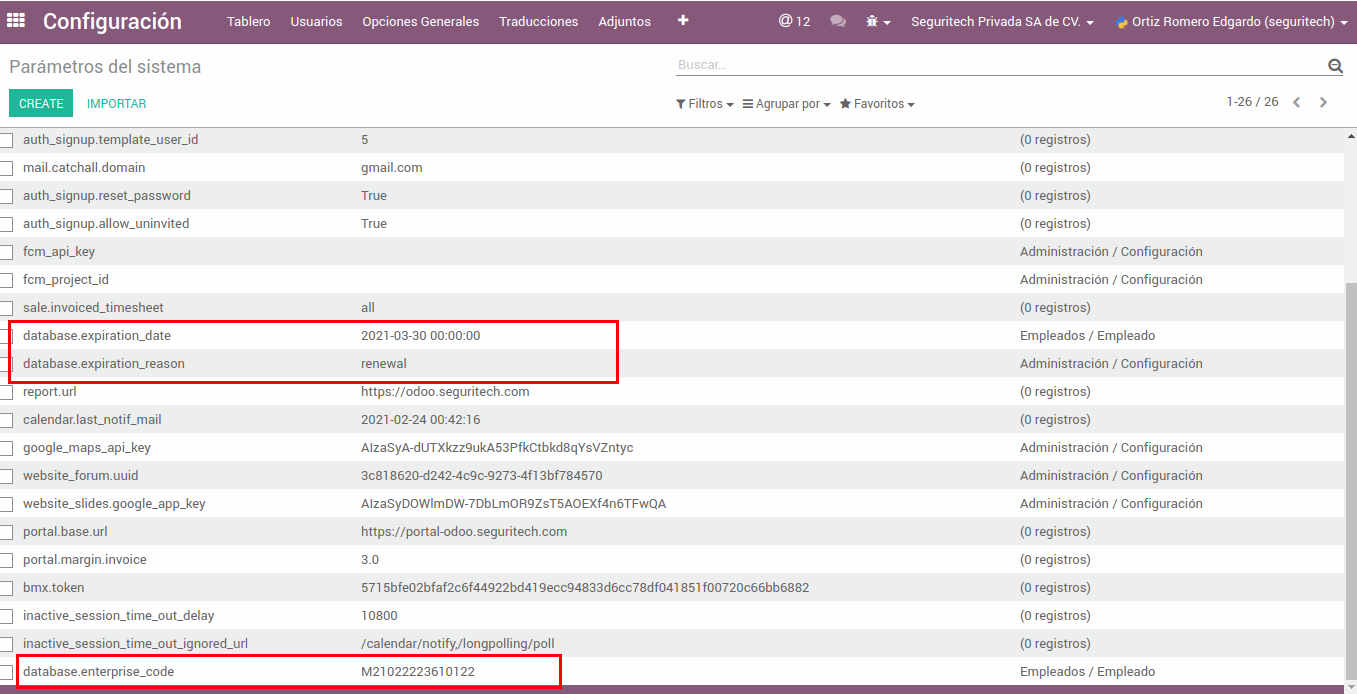 Configuración Tablero Usuarios Opciones Generales Traducciones Adjuntos + @ 12 Seguritech Privada SA de CV. Ortiz Romero Edgardo (seguritech)
Parámetros del sistema Buscar...
CREATE IMPORTAR Filtros Agrupar por Favoritos 1-26 / 26
auth_signup.template_user_id 5 (0 registros)
mail.catchall.domain gmail.com (0 registros)
auth_signup.reset_password True (0 registros)
auth_signup.allow_uninvited True (0 registros)
fcm_api_key Administración / Configuración
fcm_project_id Administración / Configuración
sale.invoiced_timesheet all (0 registros)
database.expiration_date 2021-03-30 00:00:00 Empleados / Empleado
database.expiration_reason renewal Administración / Configuración
report.url https://odoo.seguritech.com (0 registros)
calendar.last_notif_mail 2021-02-24 00:42:16 (0 registros)
google_maps_api_key AIzaSyA-dUTXkzz9ukA53PfkCtbkd8qYsVZntyc Administración / Configuración
website_forum.uuid 3c818620-d242-4c9c-9273-4f13bf784570 Administración / Configuración
website_slides.google_app_key AIzaSyDOWlmDW-7DbLmOR9ZsT5AOEXf4n6TFwQA Administración / Configuración
portal.base.url https://portal-odoo.seguritech.com (0 registros)
portal.margin.invoice 3.0 (0 registros)
bmx.token 5715bfe02bfaf2c6f44922bd419ecc94833d6cc78df041851f00720c66bb6882 (0 registros)
inactive_session_time_out_delay 10800 (0 registros)
inactive_session_time_out_ignored_url /calendar/notify,/longpolling/poll (0 registros)
database.enterprise_code M21022223610122 Empleados / Empleado